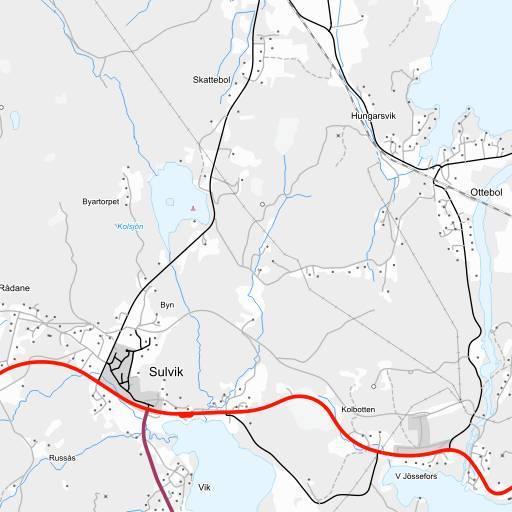 Skattebol
Hungarsvik
Ottebol
Byartorpet
Kolsjön
Rådane
Byn
Sulvik
Kolbotten
Russås
Vik
V Jössefors